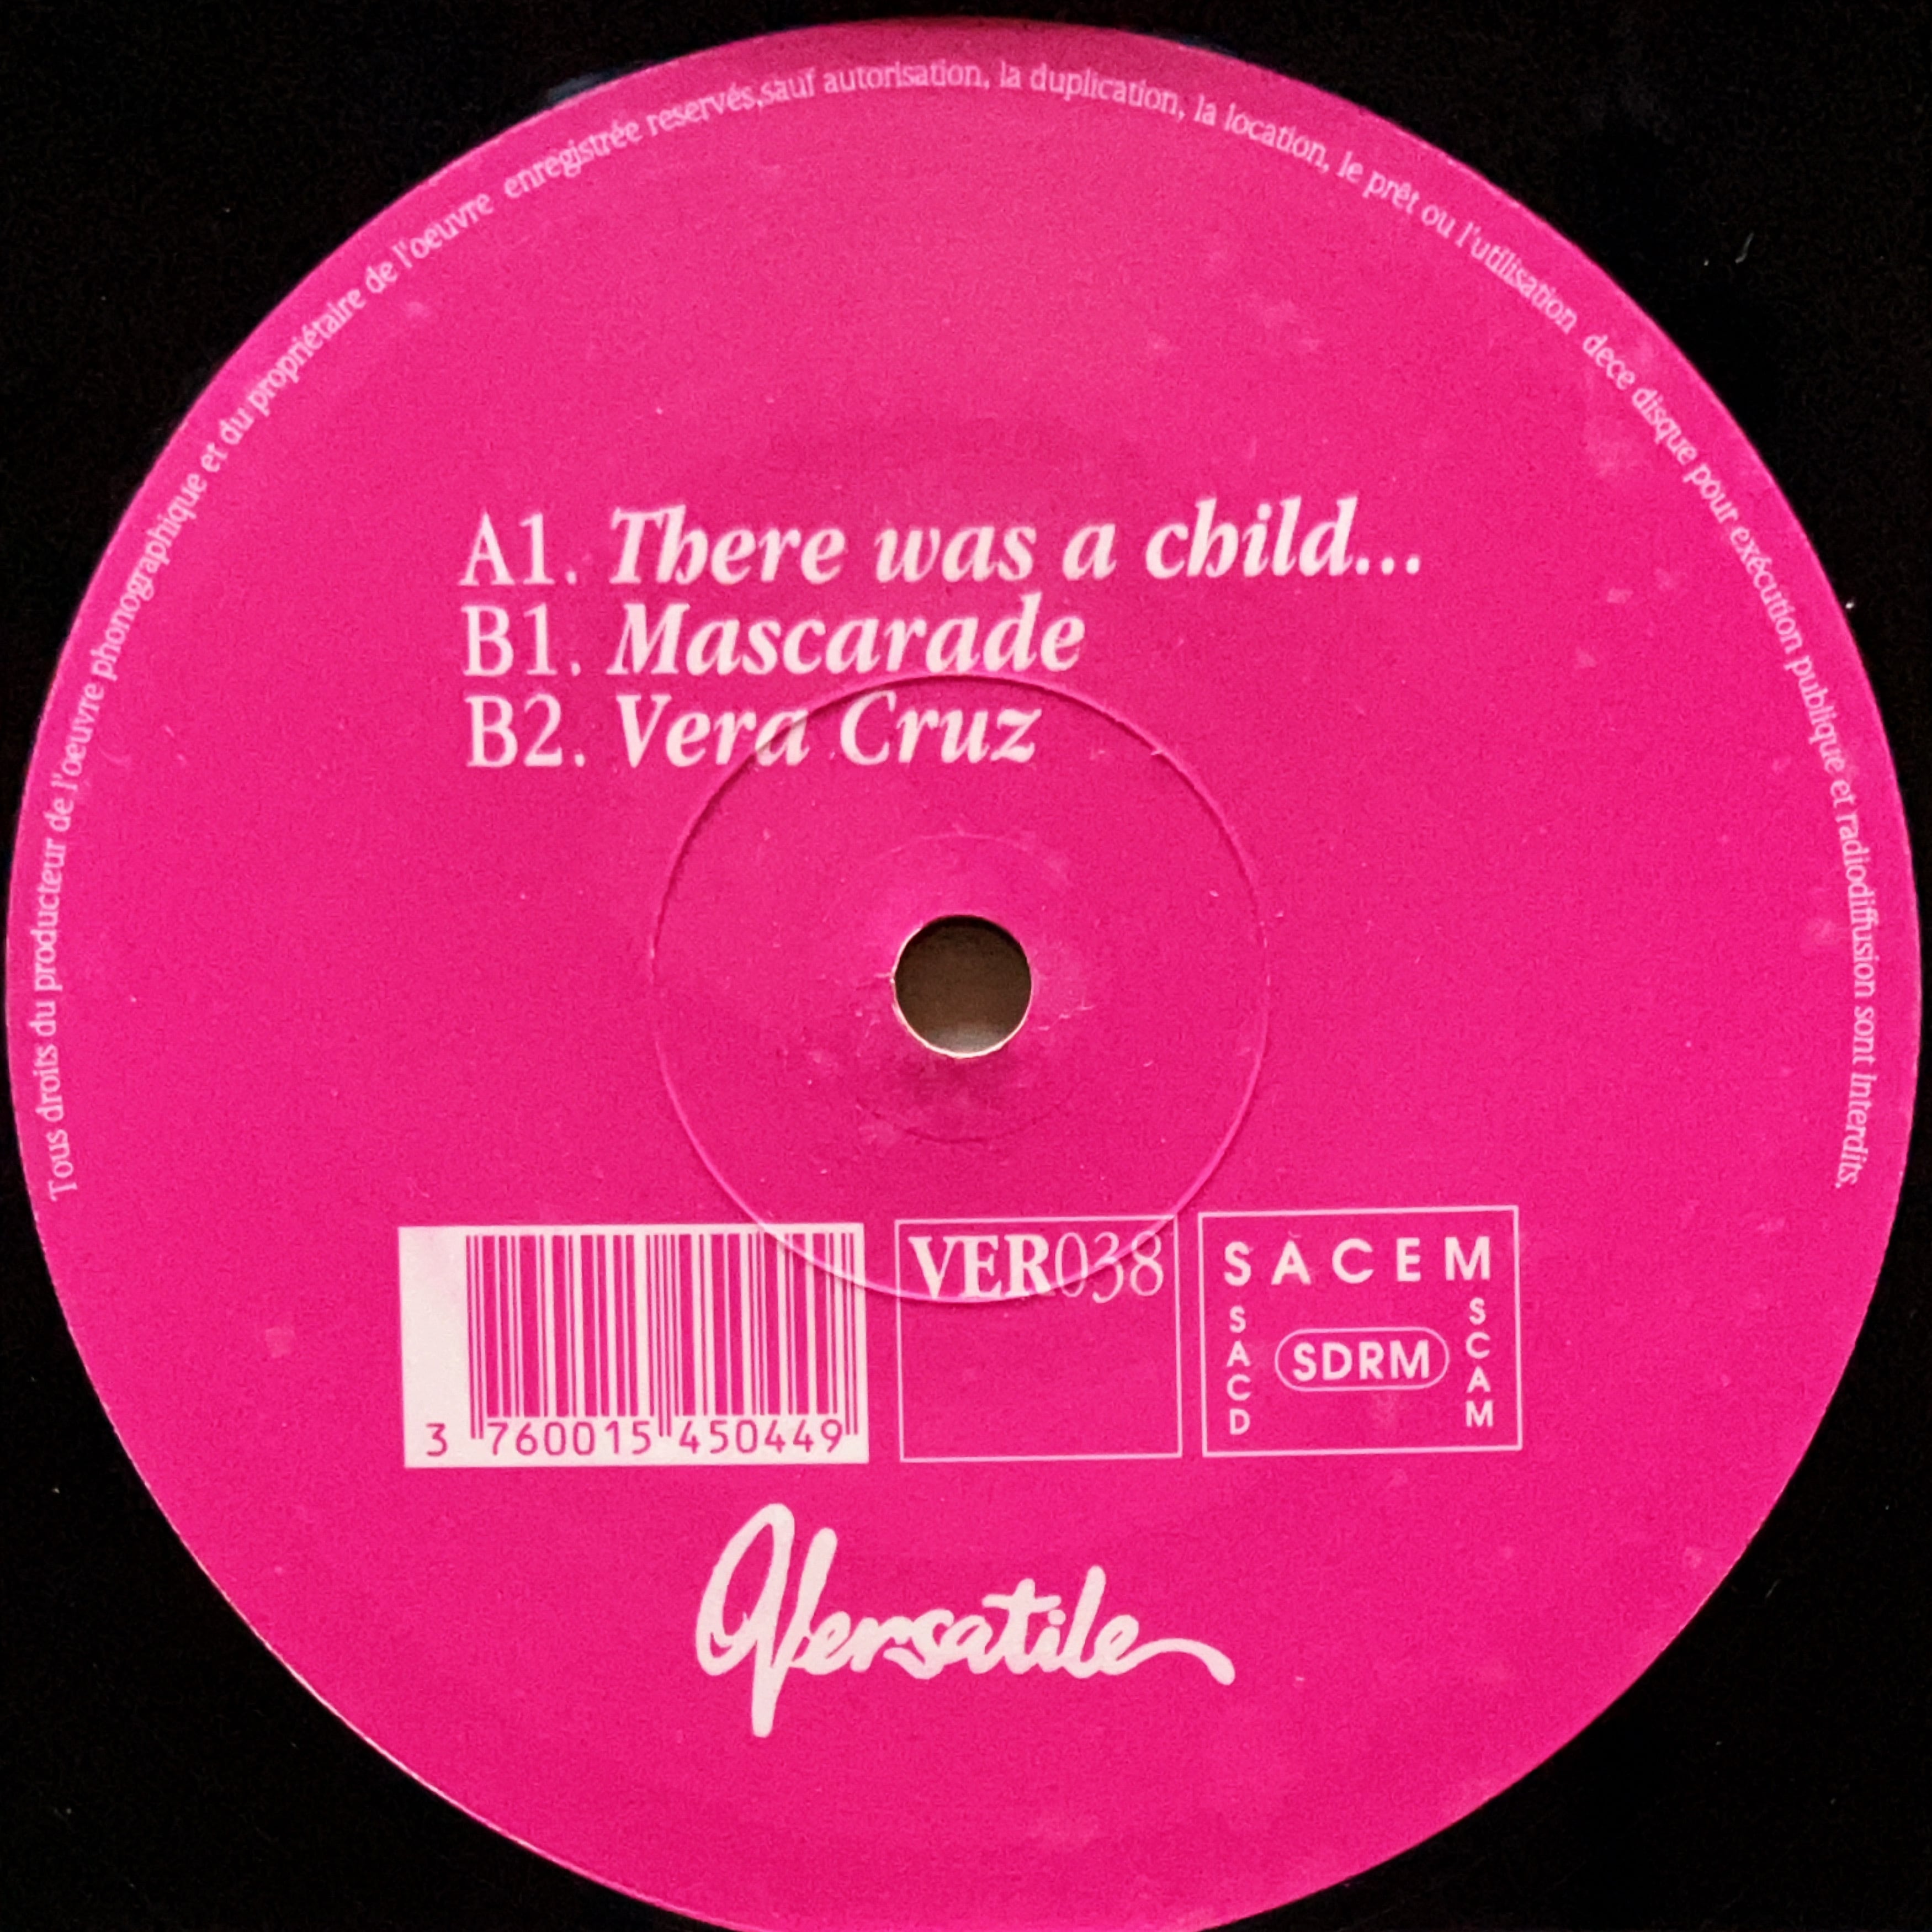 Tous droits du producteur de l'oeuvre phonographique et du propriétaire de l'oeuvre enregistrée reservés,sauf autorisation, la duplication, la location, le prêt ou l'utilisation dece disque pour exécution publique et radiodiffusion sont interdits.
A1. There was a child...
B1. Mascarade
B2. Vera Cruz
3 760015 450449
VER038
SACEM
SACD
SDRM
SCAM
Versatile